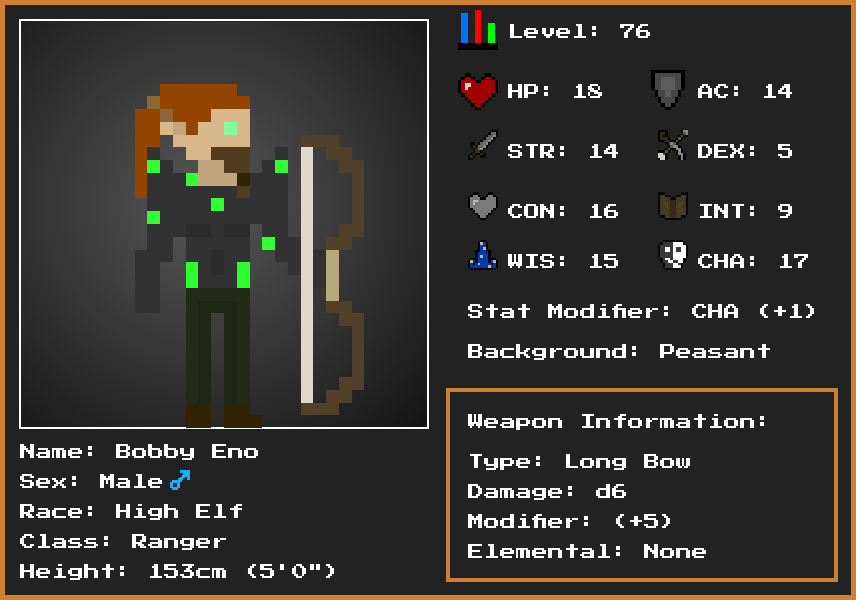 Level: 76
HP: 18
AC: 14
STR: 14
DEX: 5
CON: 16
INT: 9
WIS: 15
CHA: 17
Stat Modifier: CHA (+1)
Background: Peasant
Weapon Information:
Type: Long Bow
Damage: d6
Modifier: (+5)
Elemental: None
Name: Bobby Eno
Sex: Male♂
Race: High Elf
Class: Ranger
Height: 153cm (5'0")